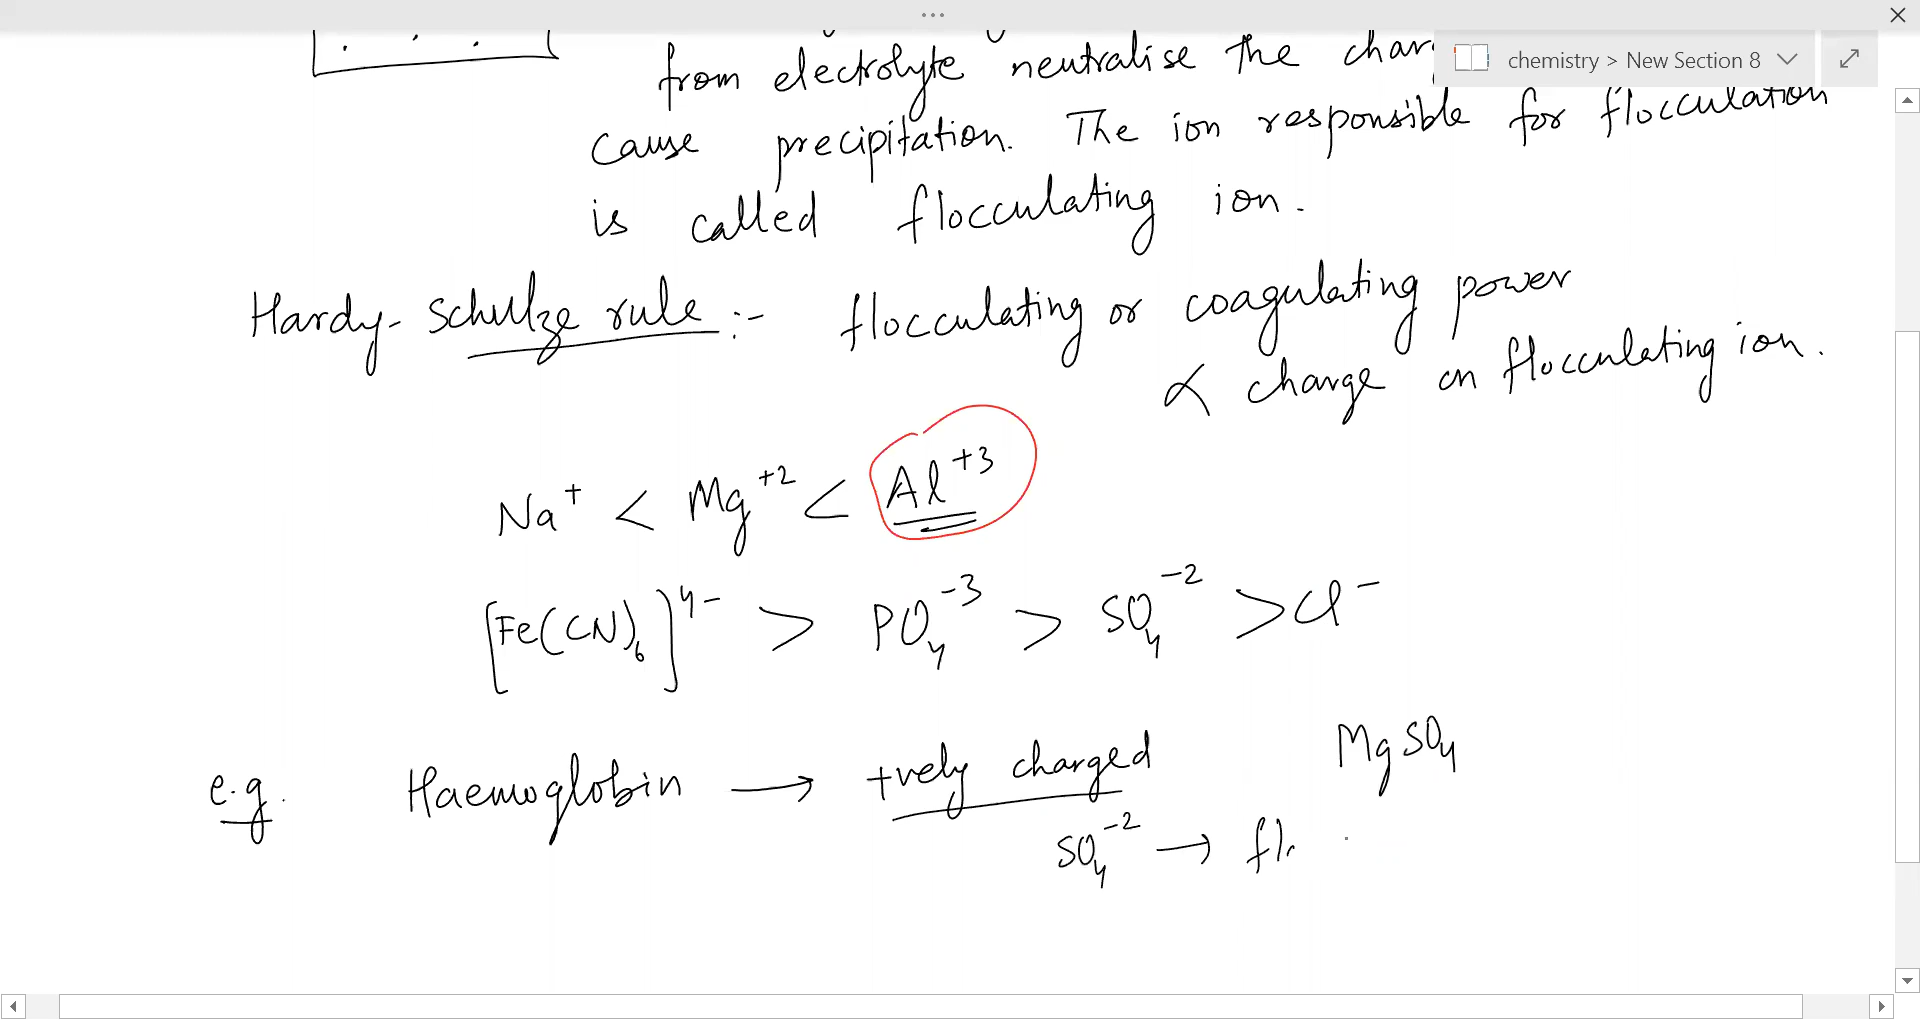 chemistry > New Section 8
from electrolyte neutralise the char
cause precipitation. The ion responsible for flocculation
is called flocculating ion.
Hardy-Schulze rule :- flocculating or coagulating power
∝ charge on flocculating ion.
Na⁺ < Mg⁺² < Al⁺³
[Fe(CN)₆]⁴⁻ > PO₄⁻³ > SO₄⁻² > Cl⁻
e.g. Haemoglobin → +vely charged MgSO₄
SO₄⁻² → fl